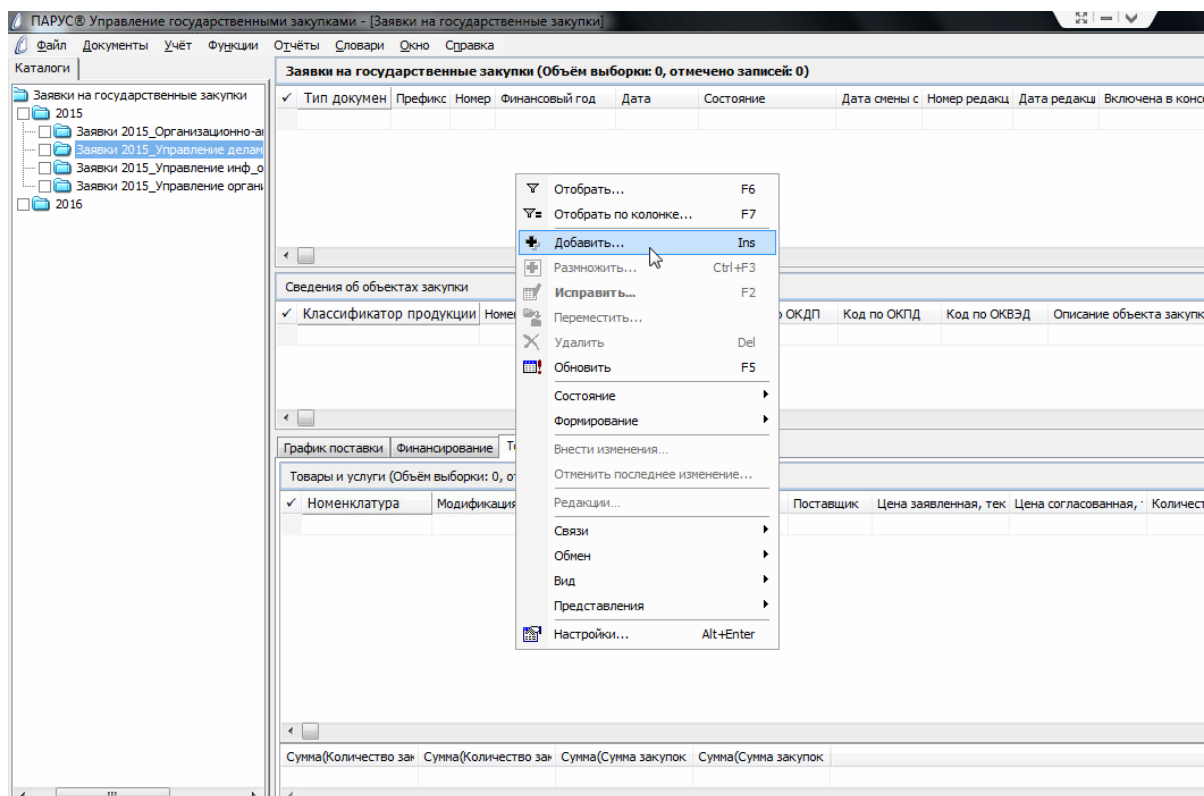 ПАРУС® Управление государственными закупками - [Заявки на государственные закупки]
Файл Документы Учёт Функции Отчёты Словари Окно Справка
Каталоги
Заявки на государственные закупки
2015
Заявки 2015_Организационно-а
Заявки 2015_Управление делам
Заявки 2015_Управление инф_о
Заявки 2015_Управление органи
2016
Заявки на государственные закупки (Объём выборки: 0, отмечено записей: 0)
Тип докумен Префикс Номер Финансовый год Дата Состояние Дата смены с Номер редакц Дата редакц Включена в конс
Отобрать... F6
Отобрать по колонке... F7
Добавить... Ins
Размножить... Ctrl+F3
Исправить... F2
Переместить...
Удалить Del
Обновить F5
Состояние
Формирование
Внести изменения...
Отменить последнее изменение...
Редакции...
Связи
Обмен
Вид
Представления
Настройки... Alt+Enter
Сведения об объектах закупки
Классификатор продукции Номе ОКДП Код по ОКПД Код по ОКВЭД Описание объекта закупк
График поставки Финансирование То
Товары и услуги (Объём выборки: 0, о
Номенклатура Модификация Поставщик Цена заявленная, тек Цена согласованная, Количест
Сумма(Количество зак Сумма(Количество зак Сумма(Сумма закупок Сумма(Сумма закупок